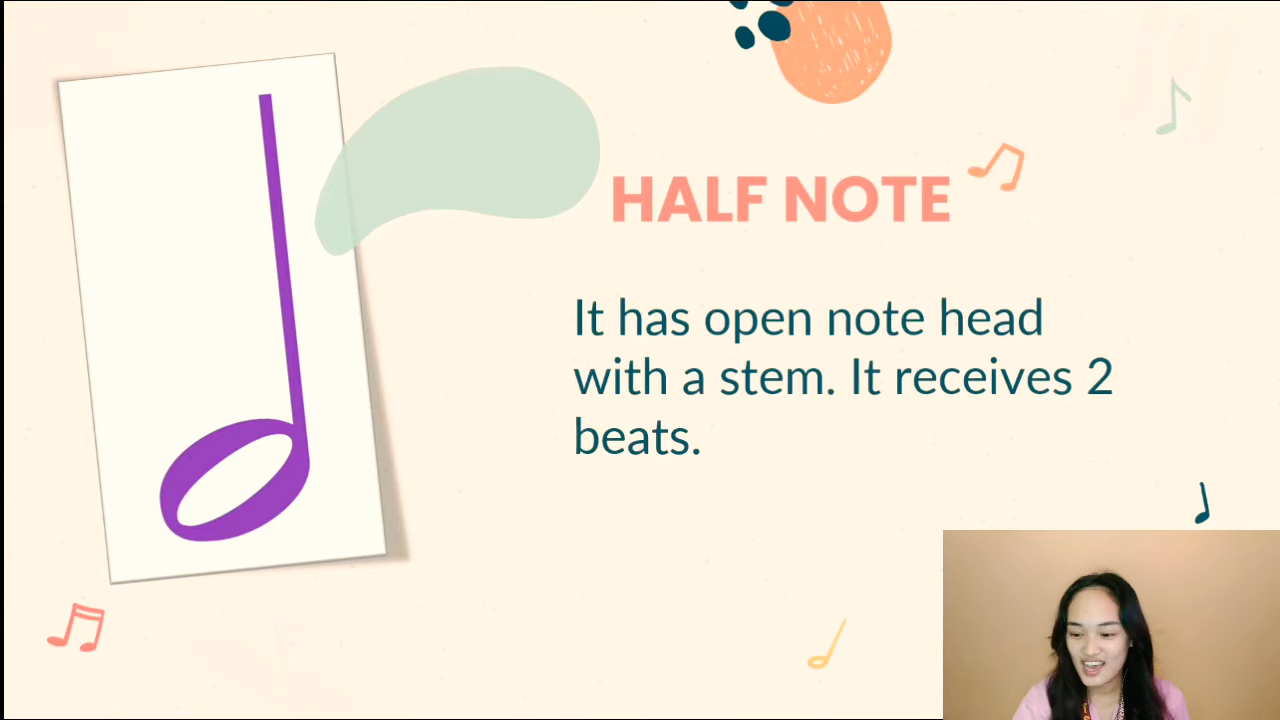 HALF NOTE
It has open note head
with a stem. It receives 2
beats.